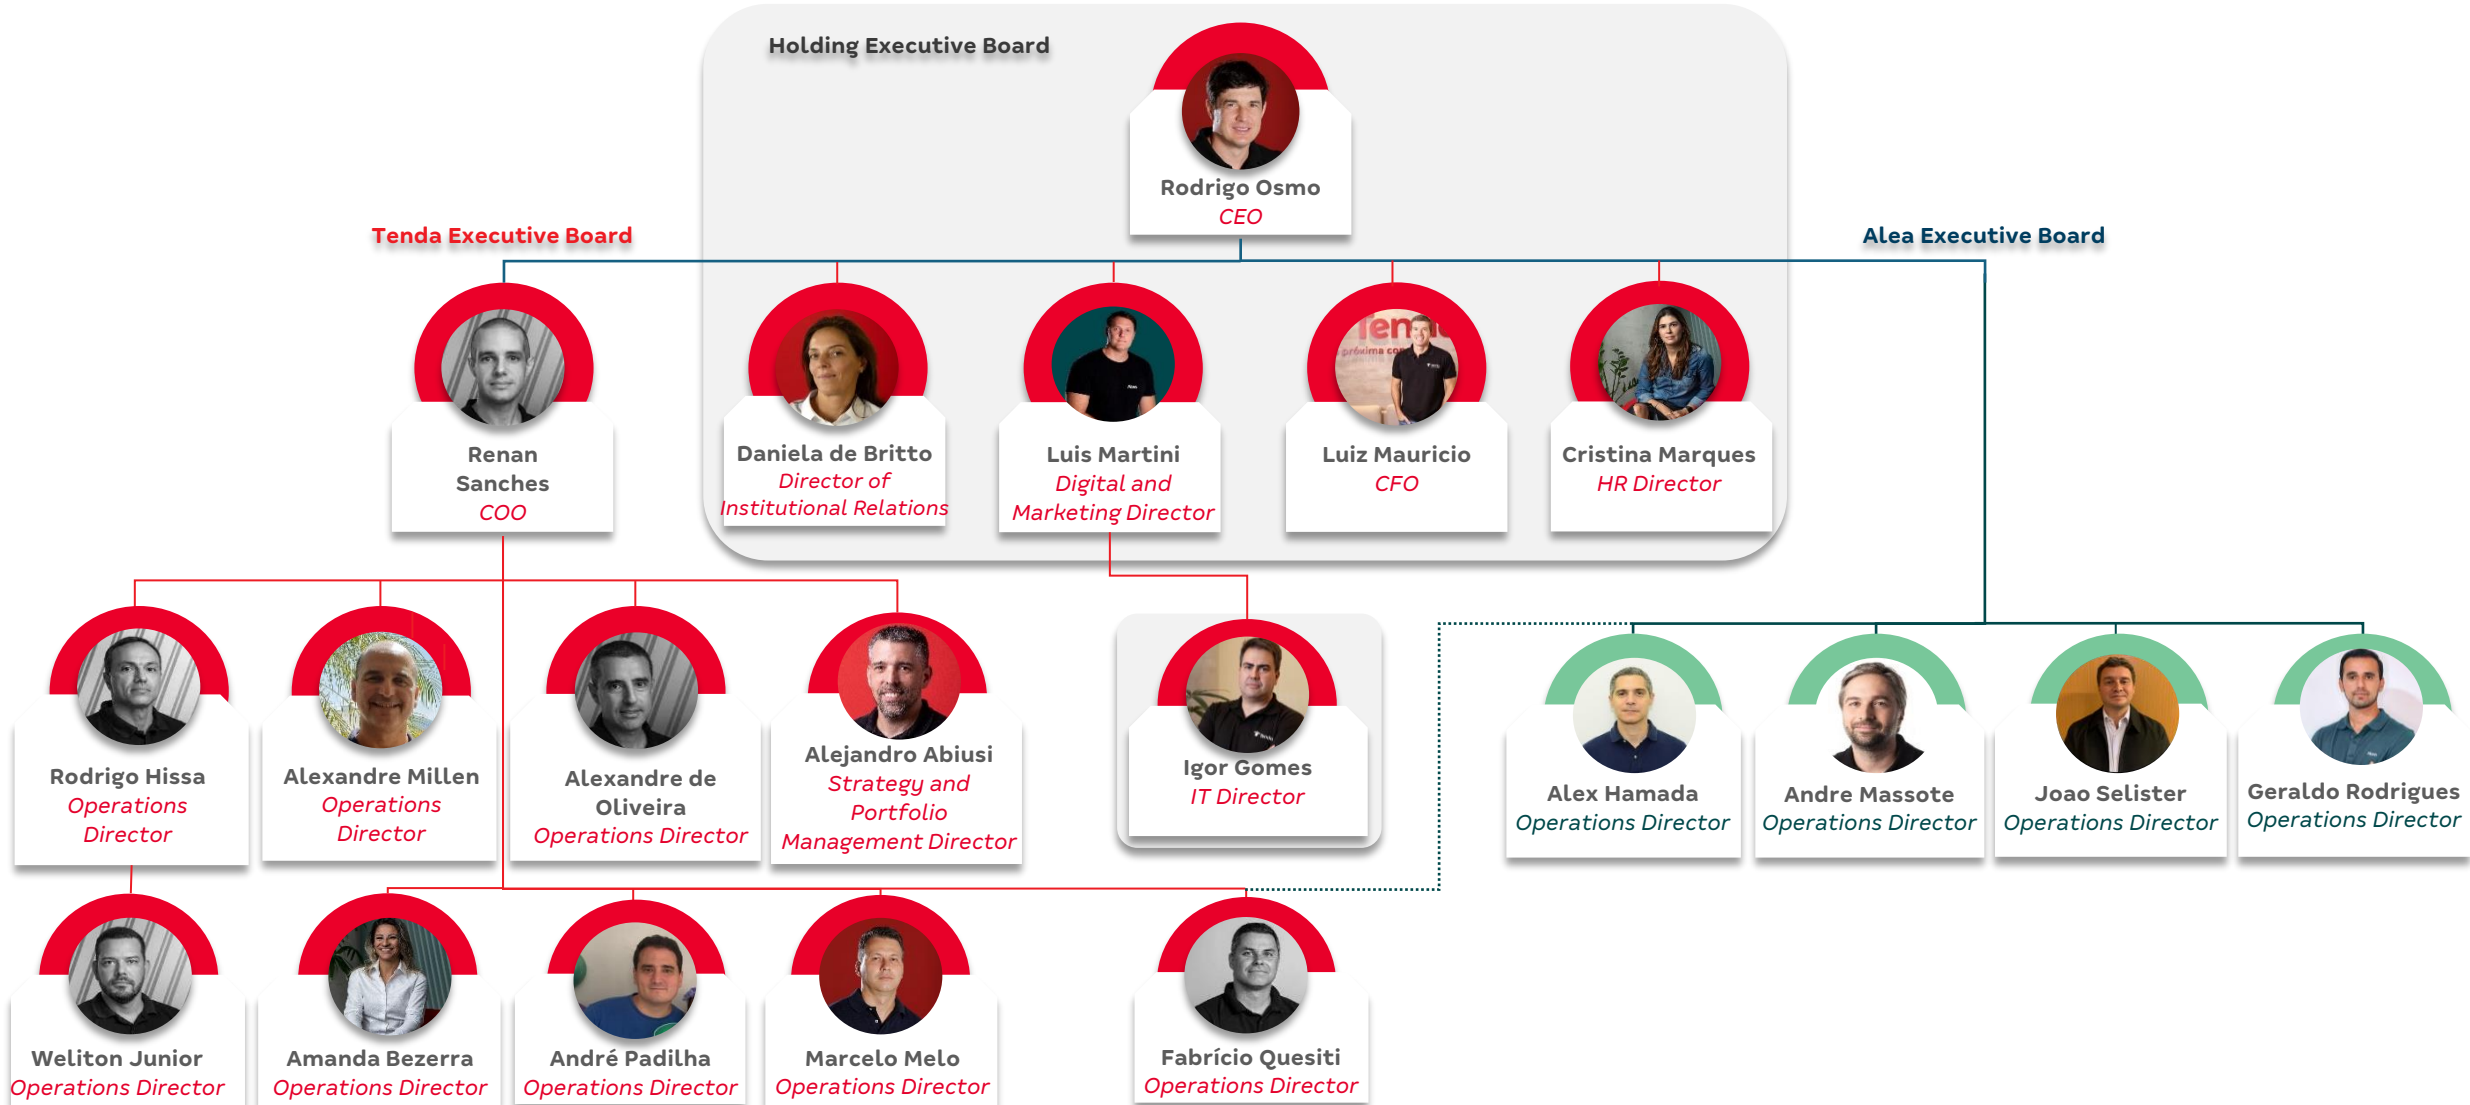 Holding Executive Board
Rodrigo Osmo
CEO
Tenda Executive Board
Alea Executive Board
Renan
Sanches
COO
Daniela de Britto
Director of
Institutional Relations
Luis Martini
Digital and
Marketing Director
Luiz Mauricio
CFO
Cristina Marques
HR Director
Rodrigo Hissa
Operations
Director
Alexandre Millen
Operations
Director
Alexandre de
Oliveira
Operations Director
Alejandro Abiusi
Strategy and
Portfolio
Management Director
Igor Gomes
IT Director
Alex Hamada
Operations Director
Andre Massote
Operations Director
Joao Selister
Operations Director
Geraldo Rodrigues
Operations Director
Weliton Junior
Operations Director
Amanda Bezerra
Operations Director
André Padilha
Operations Director
Marcelo Melo
Operations Director
Fabrício Quesiti
Operations Director